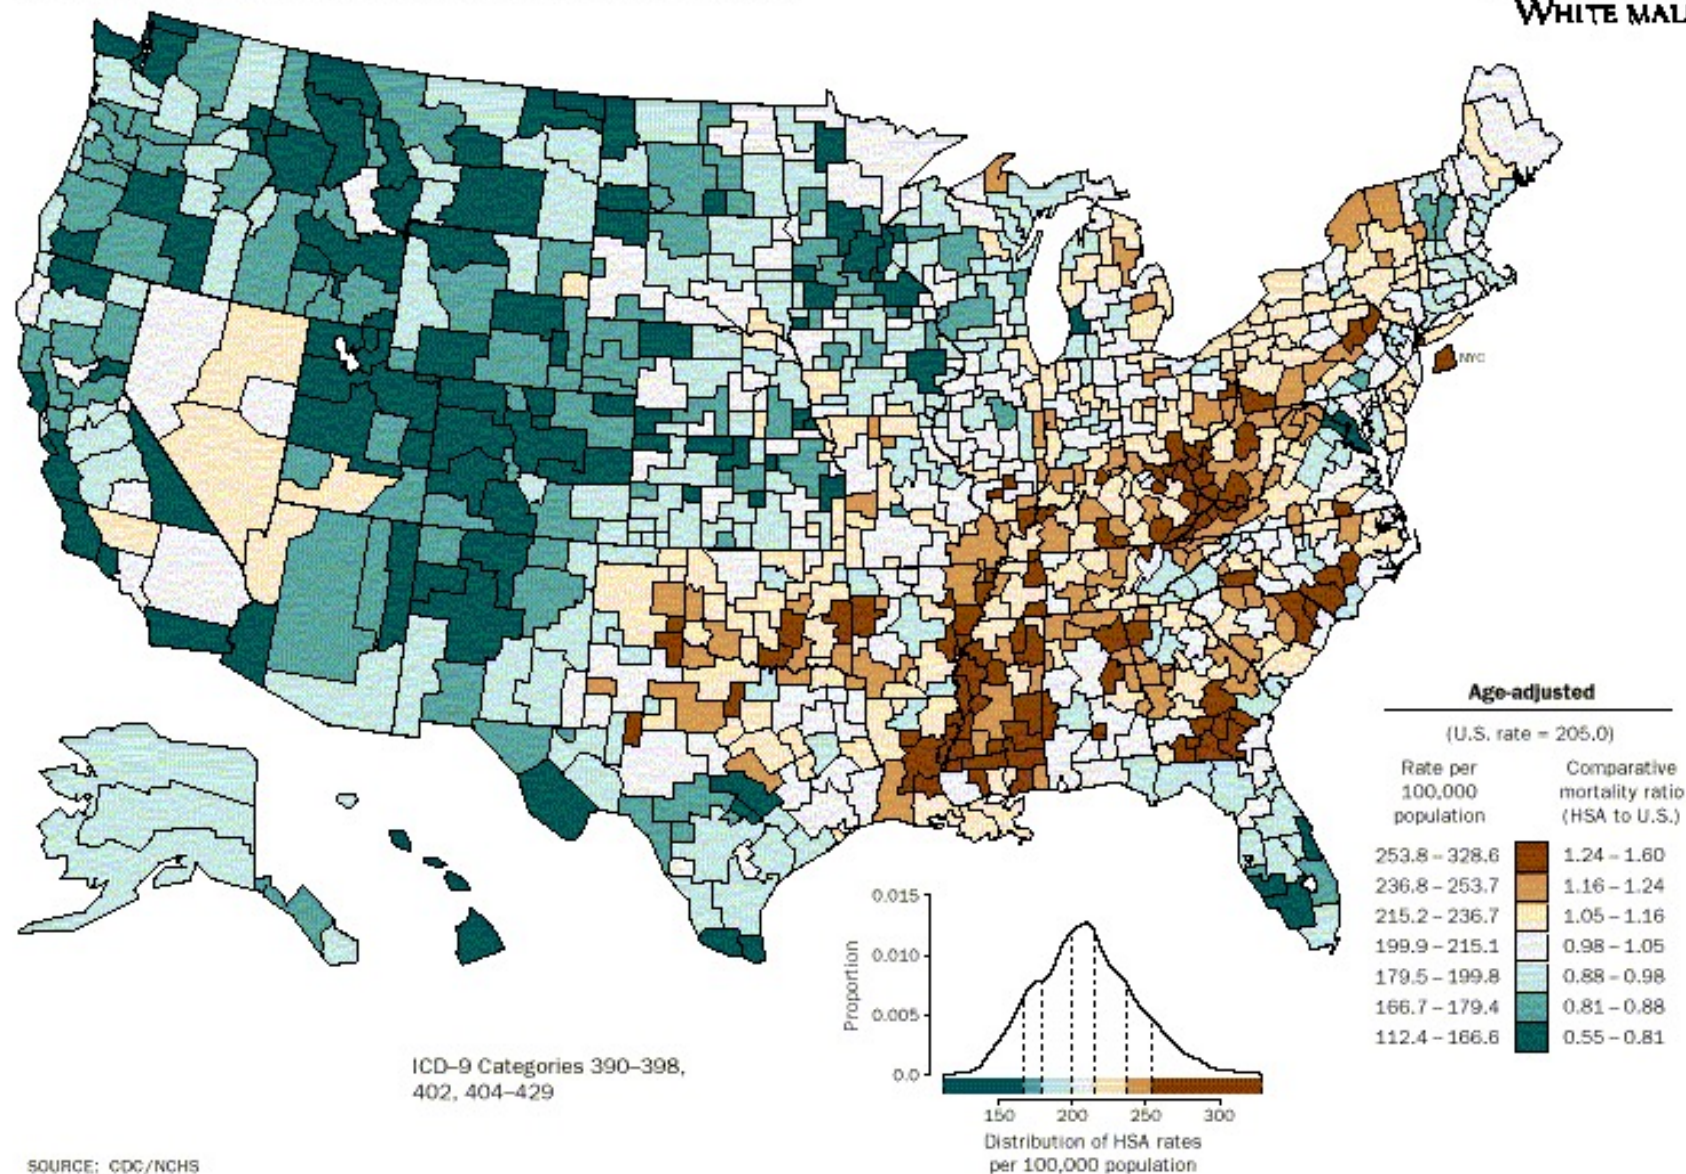 WHITE MAL
NYC
Age-adjusted
(U.S. rate = 205.0)
Rate per
100,000
population
Comparative
mortality ratio
(HSA to U.S.)
253.8 – 328.6 1.24 – 1.60
236.8 – 253.7 1.16 – 1.24
215.2 – 236.7 1.05 – 1.16
199.9 – 215.1 0.98 – 1.05
179.5 – 199.8 0.88 – 0.98
166.7 – 179.4 0.81 – 0.88
112.4 – 166.6 0.55 – 0.81
0.015
0.010
0.005
0.0
Proportion
150 200 250 300
Distribution of HSA rates
per 100,000 population
ICD–9 Categories 390–398,
402, 404–429
SOURCE: CDC/NCHS